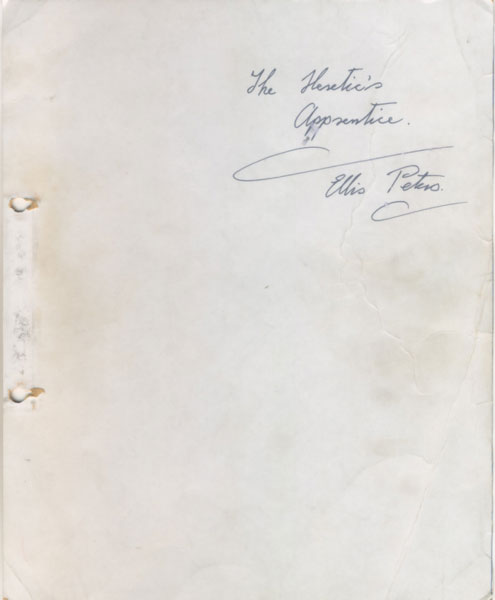 The Heretic's
Apprentice.
Ellis Peters.